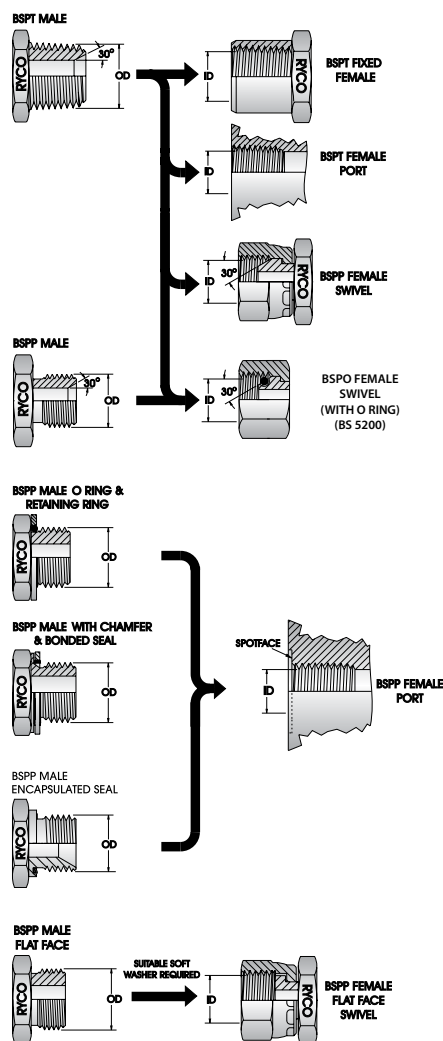 BSPT MALE
RYCO
30°
OD
ID
RYCO
BSPT FIXED
FEMALE
ID
BSPT FEMALE
PORT
30°
ID
RYCO
BSPP FEMALE
SWIVEL
BSPP MALE
RYCO
30°
OD
ID
30°
BSPO FEMALE
SWIVEL
(WITH O RING)
(BS 5200)
BSPP MALE O RING &
RETAINING RING
RYCO
OD
BSPP MALE WITH CHAMFER
& BONDED SEAL
RYCO
OD
SPOTFACE
ID
BSPP FEMALE
PORT
BSPP MALE
ENCAPSULATED SEAL
RYCO
OD
BSPP MALE
FLAT FACE
RYCO
OD
SUITABLE SOFT
WASHER REQUIRED
ID
RYCO
BSPP FEMALE
FLAT FACE
SWIVEL